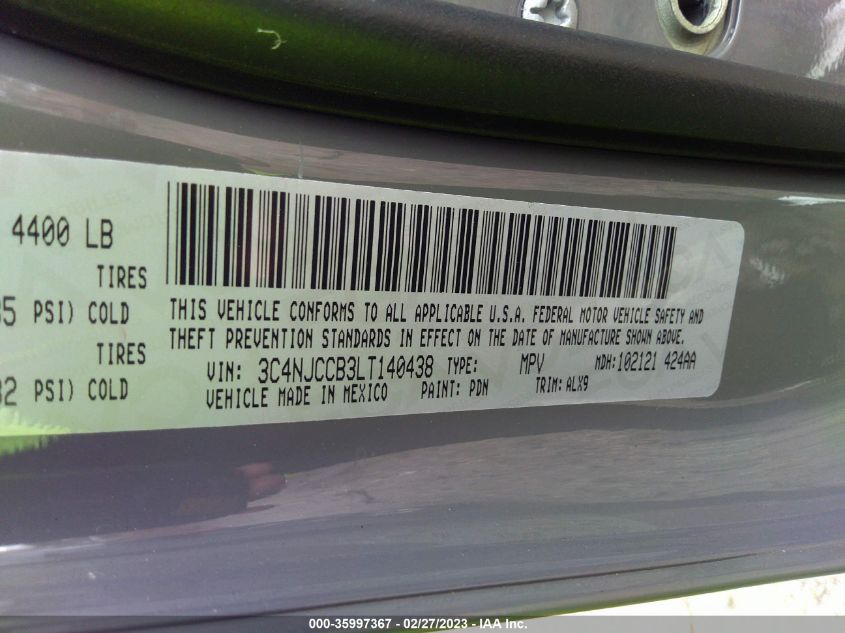 4400 LB
TIRES
35 PSI) COLD
TIRES
32 PSI) COLD
THIS VEHICLE CONFORMS TO ALL APPLICABLE U.S.A. FEDERAL MOTOR VEHICLE SAFETY AND
THEFT PREVENTION STANDARDS IN EFFECT ON THE DATE OF MANUFACTURE SHOWN ABOVE.
VIN: 3C4NJCCB3LT140438 TYPE: MPV MDH:102121 424AA
VEHICLE MADE IN MEXICO PAINT: PDN TRIM: ALX9
000-35997367 - 02/27/2023 - IAA Inc.